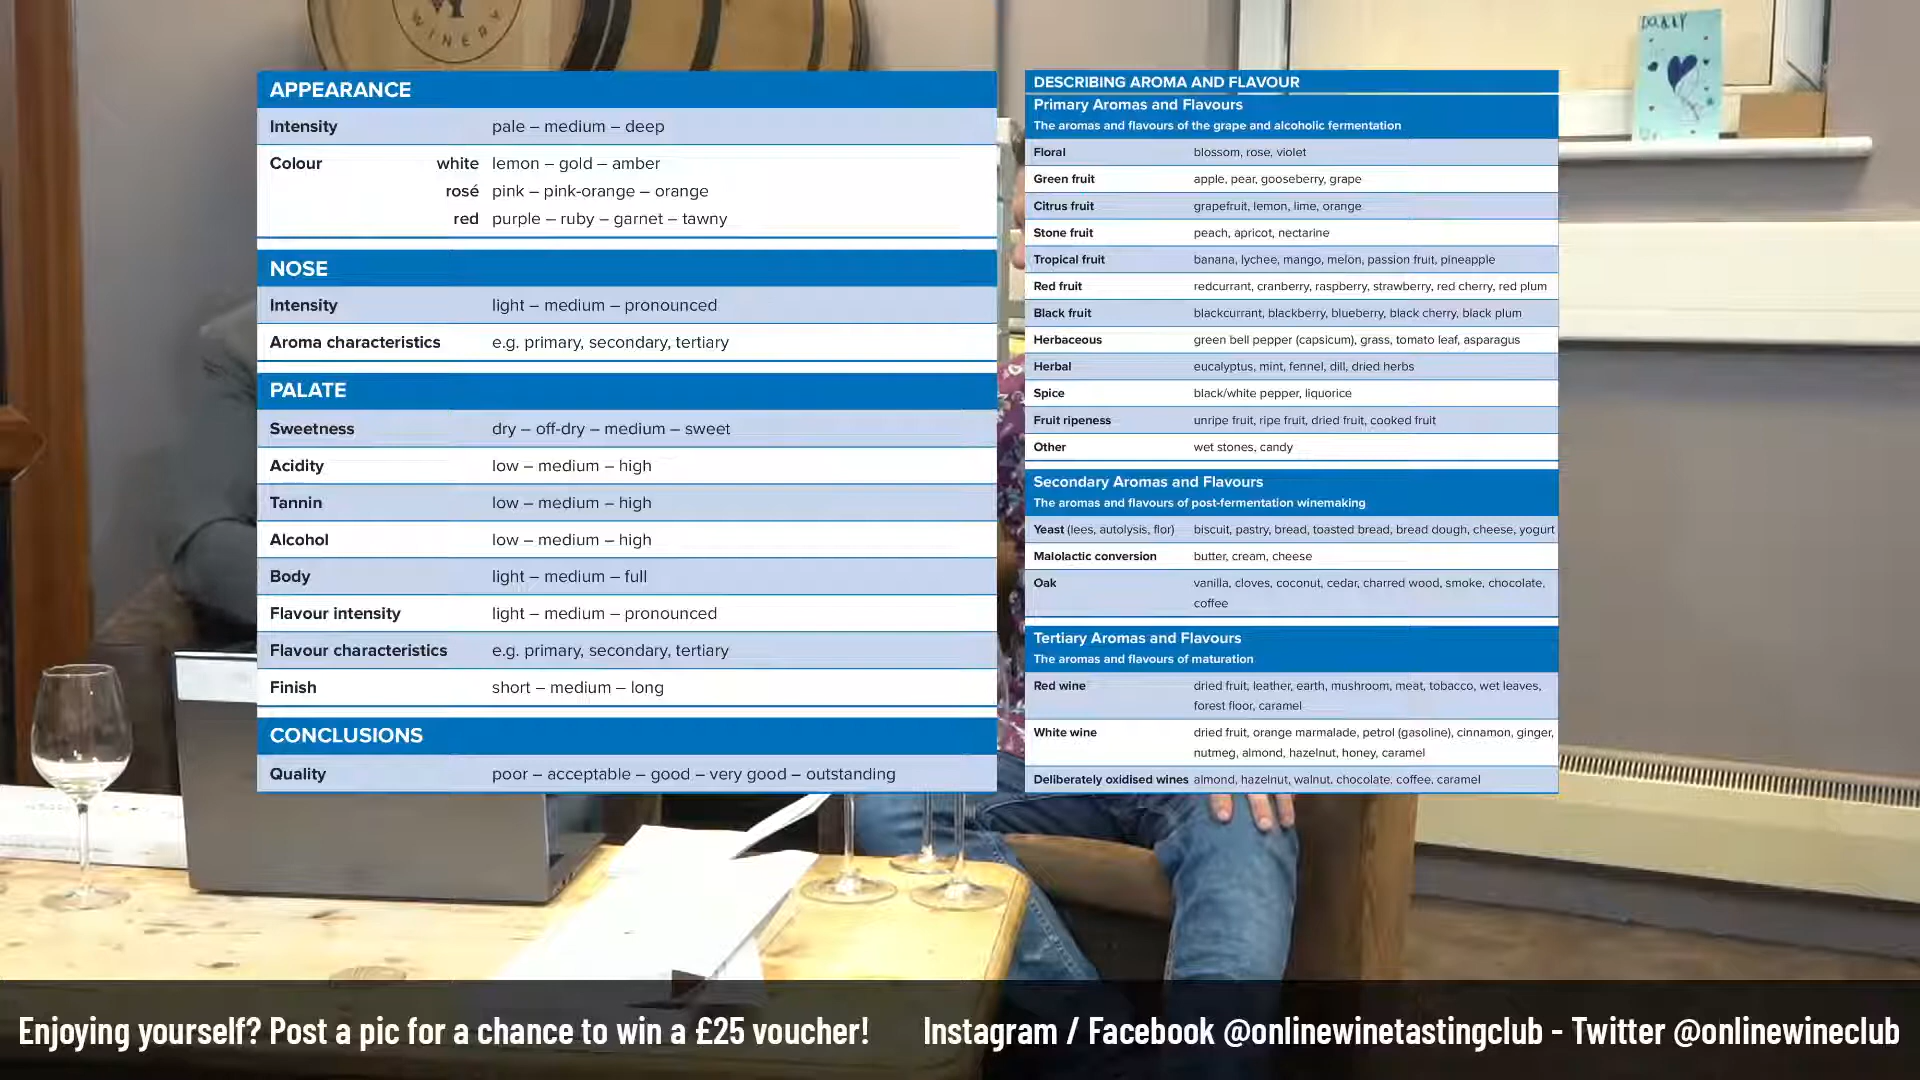 WINERY
DADDY
APPEARANCE
Intensity pale – medium – deep
Colour white lemon – gold – amber
rosé pink – pink-orange – orange
red purple – ruby – garnet – tawny
NOSE
Intensity light – medium – pronounced
Aroma characteristics e.g. primary, secondary, tertiary
PALATE
Sweetness dry – off-dry – medium – sweet
Acidity low – medium – high
Tannin low – medium – high
Alcohol low – medium – high
Body light – medium – full
Flavour intensity light – medium – pronounced
Flavour characteristics e.g. primary, secondary, tertiary
Finish short – medium – long
CONCLUSIONS
Quality poor – acceptable – good – very good – outstanding
DESCRIBING AROMA AND FLAVOUR
Primary Aromas and Flavours
The aromas and flavours of the grape and alcoholic fermentation
Floral blossom, rose, violet
Green fruit apple, pear, gooseberry, grape
Citrus fruit grapefruit, lemon, lime, orange
Stone fruit peach, apricot, nectarine
Tropical fruit banana, lychee, mango, melon, passion fruit, pineapple
Red fruit redcurrant, cranberry, raspberry, strawberry, red cherry, red plum
Black fruit blackcurrant, blackberry, blueberry, black cherry, black plum
Herbaceous green bell pepper (capsicum), grass, tomato leaf, asparagus
Herbal eucalyptus, mint, fennel, dill, dried herbs
Spice black/white pepper, liquorice
Fruit ripeness unripe fruit, ripe fruit, dried fruit, cooked fruit
Other wet stones, candy
Secondary Aromas and Flavours
The aromas and flavours of post-fermentation winemaking
Yeast (lees, autolysis, flor) biscuit, pastry, bread, toasted bread, bread dough, cheese, yogurt
Malolactic conversion butter, cream, cheese
Oak vanilla, cloves, coconut, cedar, charred wood, smoke, chocolate,
coffee
Tertiary Aromas and Flavours
The aromas and flavours of maturation
Red wine dried fruit, leather, earth, mushroom, meat, tobacco, wet leaves,
forest floor, caramel
White wine dried fruit, orange marmalade, petrol (gasoline), cinnamon, ginger,
nutmeg, almond, hazelnut, honey, caramel
Deliberately oxidised wines almond, hazelnut, walnut, chocolate, coffee, caramel
Enjoying yourself? Post a pic for a chance to win a £25 voucher! Instagram / Facebook @onlinewinetastingclub - Twitter @onlinewineclub